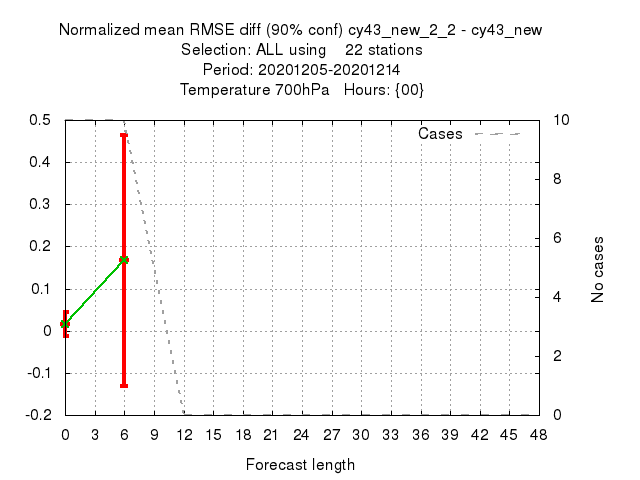 Normalized mean RMSE diff (90% conf) cy43_new_2_2 - cy43_new
Selection: ALL using 22 stations
Period: 20201205-20201214
Temperature 700hPa Hours: {00}
Cases
0.5
0.4
0.3
0.2
0.1
0
-0.1
-0.2
10
8
6
4
2
0
No cases
0 3 6 9 12 15 18 21 24 27 30 33 36 39 42 45 48
Forecast length